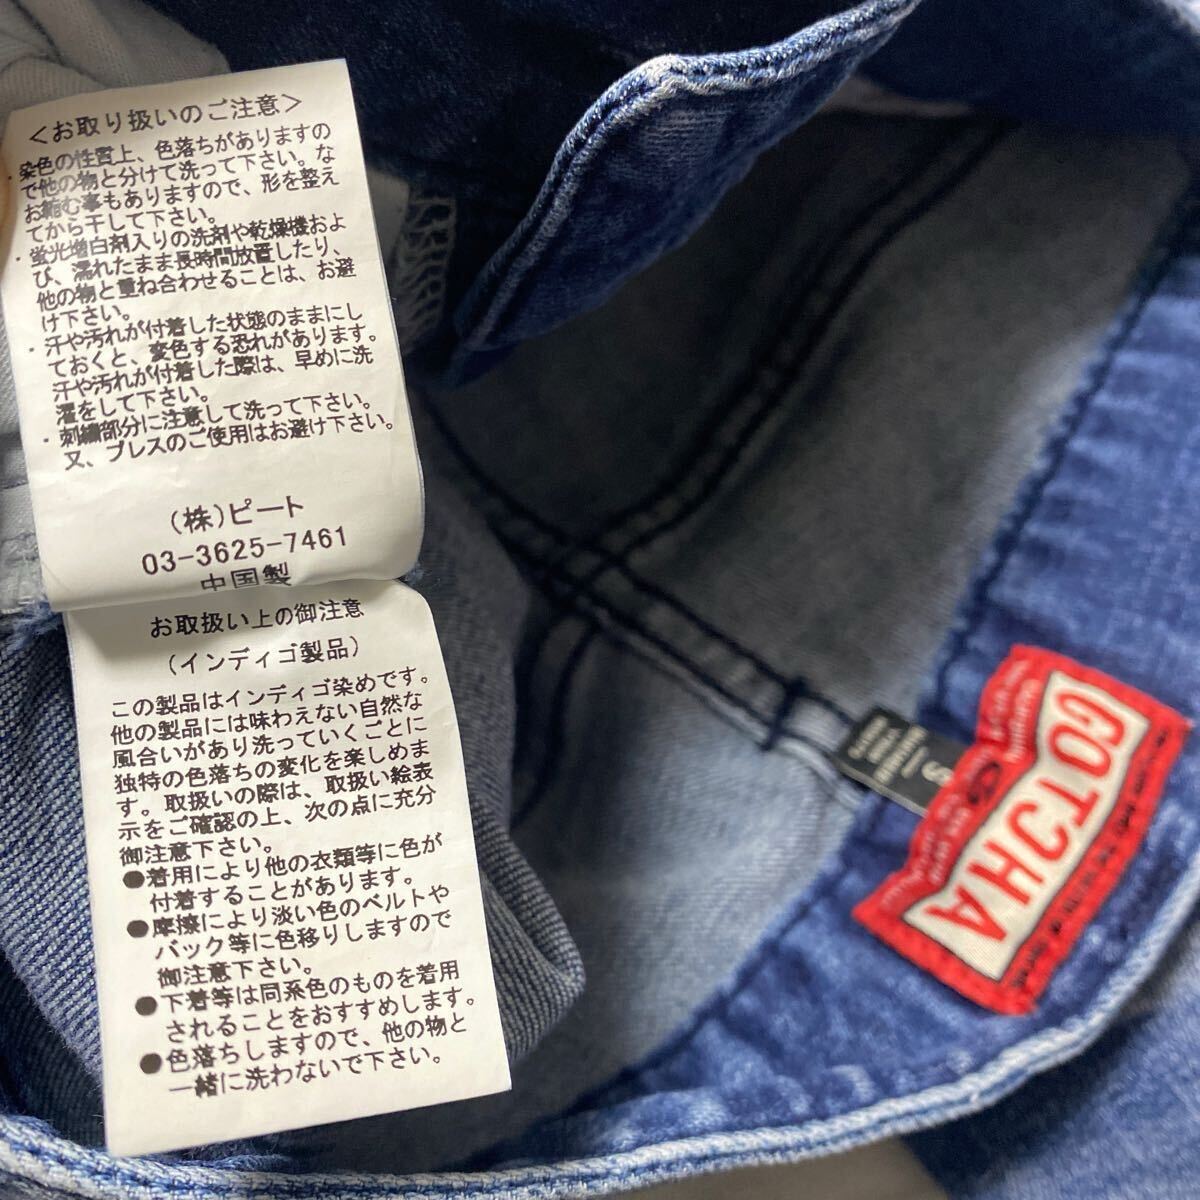 ＜お取り扱いのご注意＞
・染色の性質上、色落ちがありますの
で他の物と分けて洗って下さい。な
お縮む事もありますので、形を整え
てから干して下さい。
・蛍光増白剤入りの洗剤や乾燥機およ
び、濡れたまま長時間放置したり、
他の物と重ね合わせることは、お避
け下さい。
・汗や汚れが付着した状態のままにし
ておくと、変色する恐れがあります。
汗や汚れが付着した際は、早めに洗
濯をして下さい。
・刺繍部分に注意して洗って下さい。
又、プレスのご使用はお避け下さい。
(株)ピート
03-3625-7461
中国製
お取扱い上の御注意
(インディゴ製品)
この製品はインディゴ染めです。
他の製品には味わえない自然な
風合いがあり洗っていくごとに
独特の色落ちの変化を楽しめま
す。取扱いの際は、取扱い絵表
示をご確認の上、次の点に充分
御注意下さい。
●着用により他の衣類等に色が
付着することがあります。
●摩擦により淡い色のベルトや
バック等に色移りしますので
御注意下さい。
●下着等は同系色のものを着用
されることをおすすめします。
●色落ちしますので、他の物と
一緒に洗わないで下さい。
GOTCHA
S